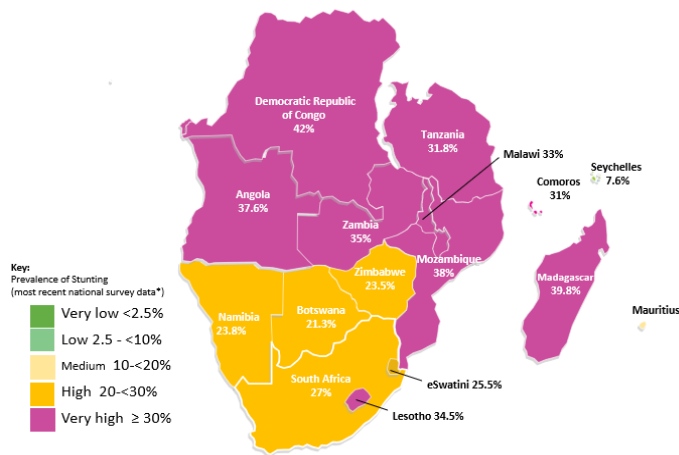 Democratic Republic
of Congo
42%
Tanzania
31.8%
Malawi 33%
Seychelles
7.6%
Comoros
31%
Angola
37.6%
Zambia
35%
Mozambique
38%
Madagascar
39.8%
Zimbabwe
23.5%
Namibia
23.8%
Botswana
21.3%
Mauritius
South Africa
27%
eSwatini 25.5%
Lesotho 34.5%
Key:
Prevalence of Stunting
(most recent national survey data*)
Very low <2.5%
Low 2.5 - <10%
Medium 10-<20%
High 20-<30%
Very high ≥ 30%